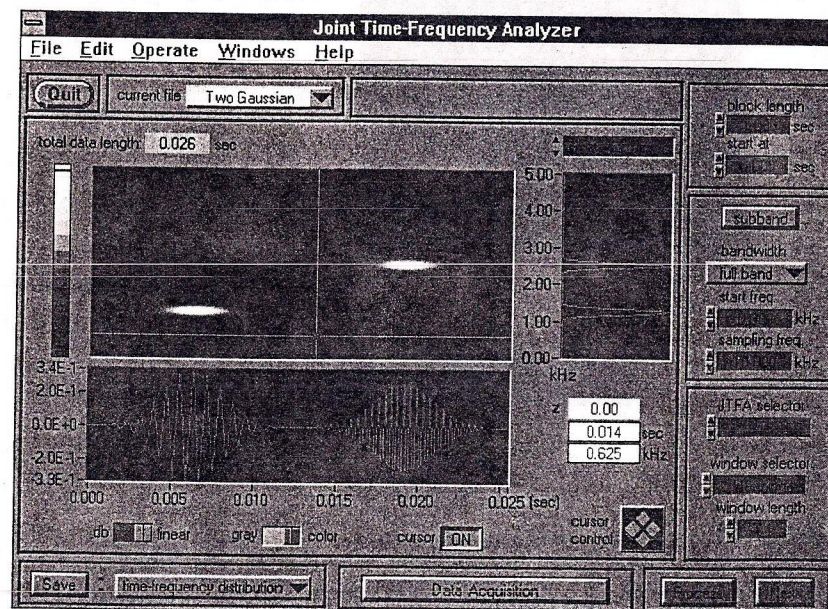 Joint Time-Frequency Analyzer
File Edit Operate Windows Help
Quit
current file Two Gaussian
block length
sec
start at
sec
total data length: 0.026 sec
5.00
4.00
3.00
2.00
1.00
0.00
kHz
subband
bandwidth
full band
start freq.
kHz
sampling freq.
kHz
3.4E-1
2.0E-1
0.0E+0
-2.0E-1
-3.3E-1
0.000 0.005 0.010 0.015 0.020 0.025 (sec)
z 0.00
0.014 sec
0.625 kHz
JTFA selector
window selector
window length
db linear gray color cursor ON
cursor control
Save time-frequency distribution Data Acquisition